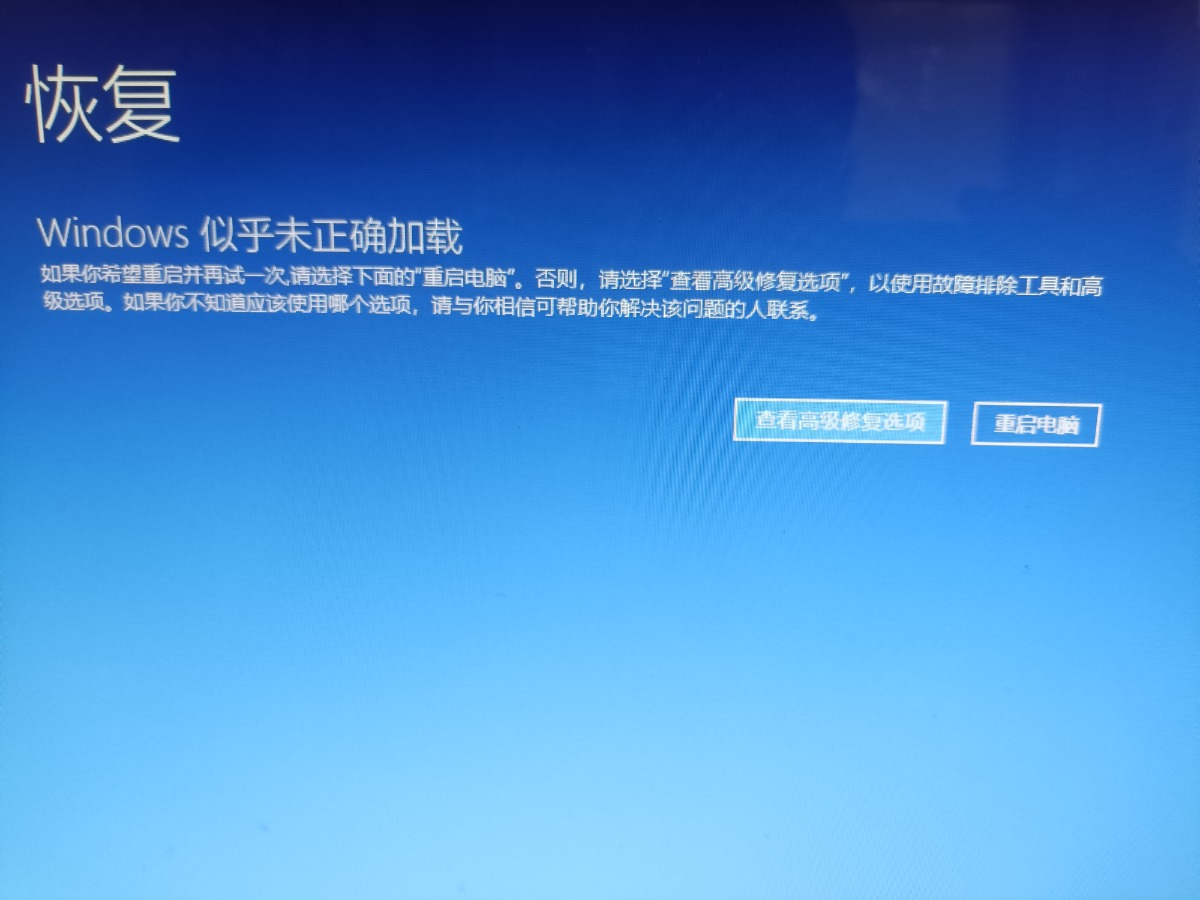 恢复
Windows 似乎未正确加载
如果你希望重启并再试一次,请选择下面的"重启电脑"。否则，请选择"查看高级修复选项"，以使用故障排除工具和高
级选项。如果你不知道应该使用哪个选项，请与你相信可帮助你解决该问题的人联系。
查看高级修复选项
重启电脑